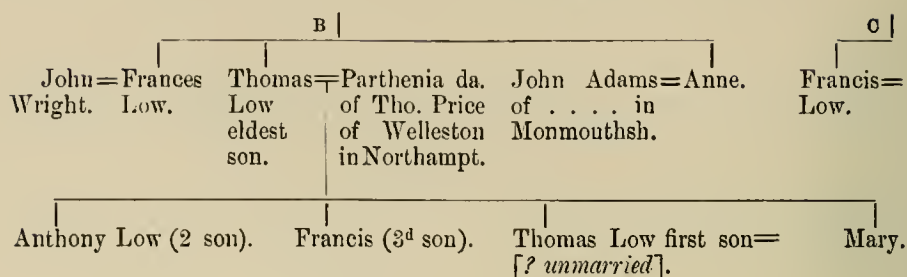 B | C |
John=Frances Thomas=Parthenia da. John Adams=Anne. Francis=
Wright. Low. Low of Tho. Price of . . . . in Low.
eldest of Welleston Monmouthsh.
son. in Northampt.
Anthony Low (2 son). Francis (3d son). Thomas Low first son= Mary.
[? unmarried].